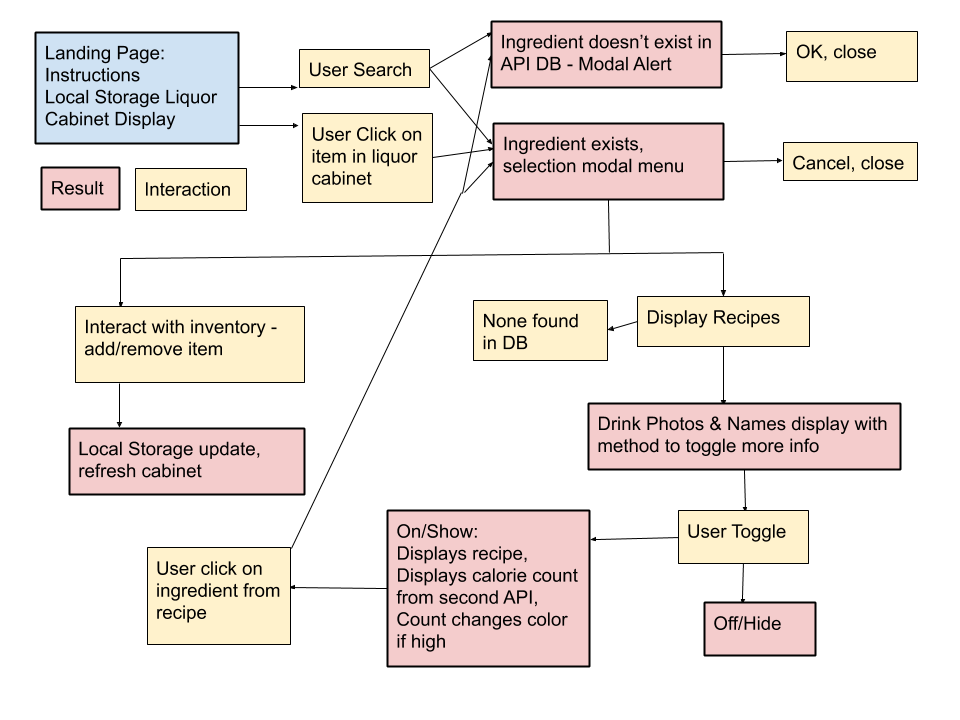 Landing Page:
Instructions
Local Storage Liquor
Cabinet Display
User Search
User Click on
item in liquor
cabinet
Ingredient doesn’t exist in
API DB - Modal Alert
OK, close
Ingredient exists,
selection modal menu
Cancel, close
Result
Interaction
Interact with inventory -
add/remove item
None found
in DB
Display Recipes
Local Storage update,
refresh cabinet
Drink Photos & Names display with
method to toggle more info
User Toggle
On/Show:
Displays recipe,
Displays calorie count
from second API,
Count changes color
if high
User click on
ingredient from
recipe
Off/Hide